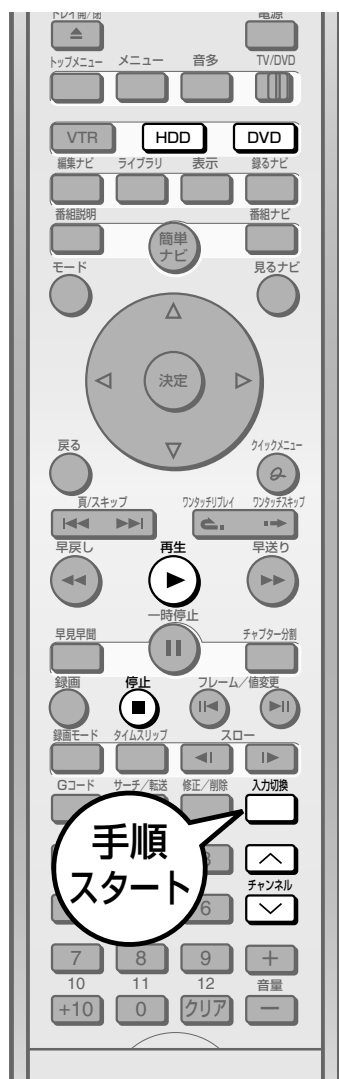 トレイ開/閉
電源
トップメニュー メニュー 音多 TV/DVD
VTR HDD DVD
編集ナビ ライブラリ 表示 録るナビ
番組説明 番組ナビ
簡単
ナビ
モード 見るナビ
決定
戻る クイックメニュー
頁/スキップ ワンタッチリプレイ ワンタッチスキップ
早戻し 再生 早送り
一時停止
早見早聞 チャプター分割
録画 停止 フレーム/値変更
録画モード タイムスリップ スロー
Gコード サーチ/転送 修正/削除 入力切換
手順
スタート
チャンネル
6
7 8 9 +
10 11 12 音量
+10 0 クリア −